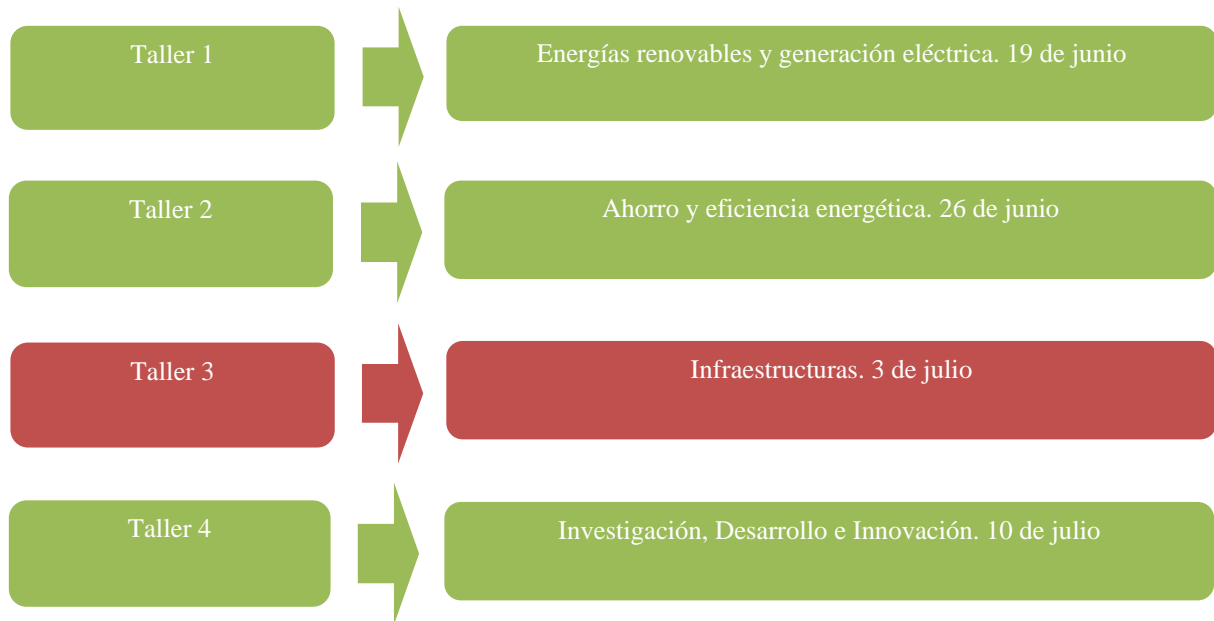 Taller 1
Energías renovables y generación eléctrica. 19 de junio
Taller 2
Ahorro y eficiencia energética. 26 de junio
Taller 3
Infraestructuras. 3 de julio
Taller 4
Investigación, Desarrollo e Innovación. 10 de julio